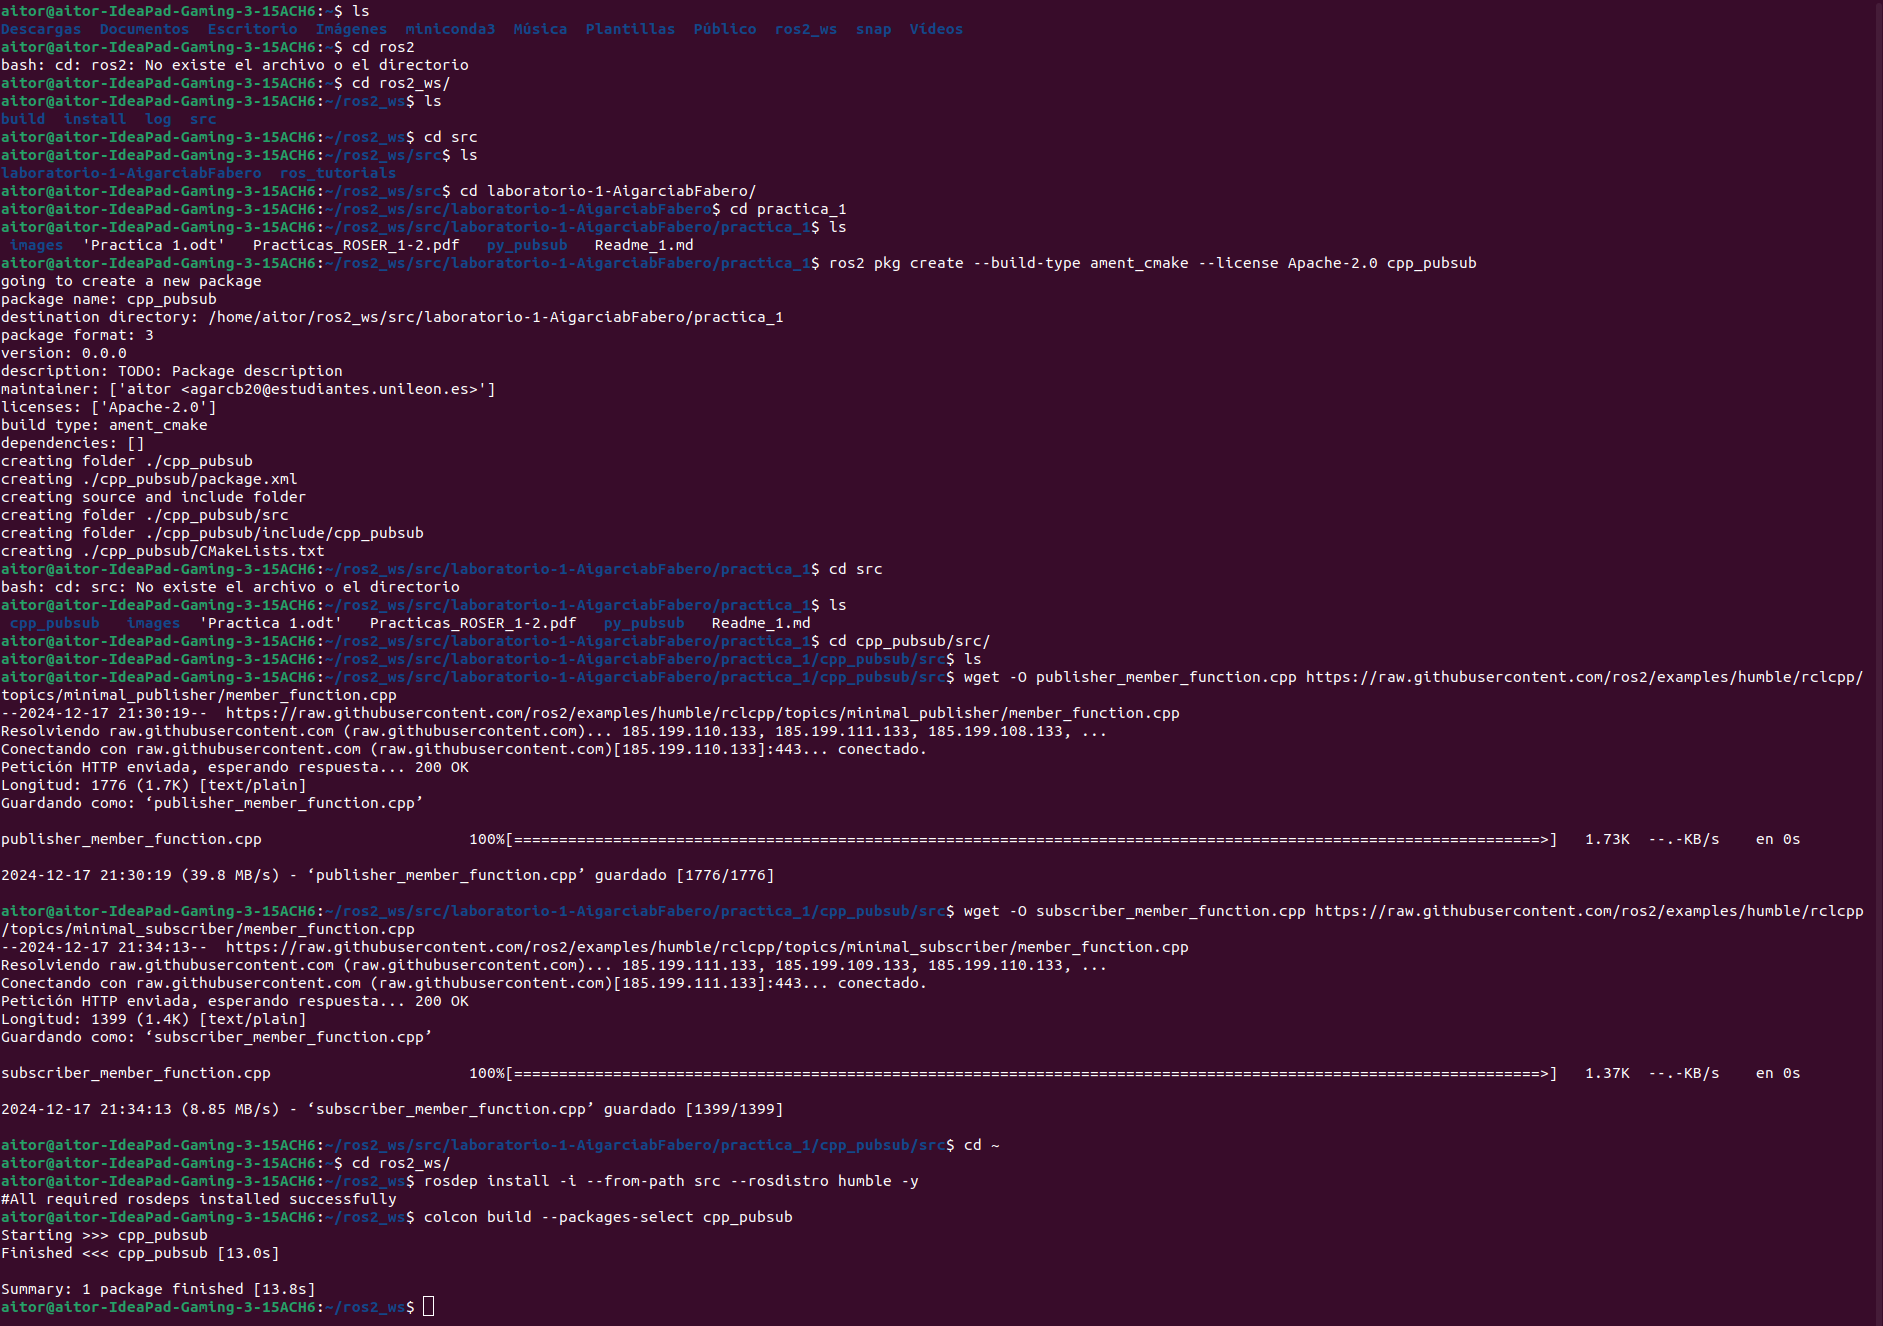 aitor@aitor-IdeaPad-Gaming-3-15ACH6:~$ ls
Descargas  Documentos  Escritorio  Imágenes  miniconda3  Música  Plantillas  Público  ros2_ws  snap  Vídeos
aitor@aitor-IdeaPad-Gaming-3-15ACH6:~$ cd ros2
bash: cd: ros2: No existe el archivo o el directorio
aitor@aitor-IdeaPad-Gaming-3-15ACH6:~$ cd ros2_ws/
aitor@aitor-IdeaPad-Gaming-3-15ACH6:~/ros2_ws$ ls
build  install  log  src
aitor@aitor-IdeaPad-Gaming-3-15ACH6:~/ros2_ws$ cd src
aitor@aitor-IdeaPad-Gaming-3-15ACH6:~/ros2_ws/src$ ls
laboratorio-1-AigarciabFabero  ros_tutorials
aitor@aitor-IdeaPad-Gaming-3-15ACH6:~/ros2_ws/src$ cd laboratorio-1-AigarciabFabero/
aitor@aitor-IdeaPad-Gaming-3-15ACH6:~/ros2_ws/src/laboratorio-1-AigarciabFabero$ cd practica_1
aitor@aitor-IdeaPad-Gaming-3-15ACH6:~/ros2_ws/src/laboratorio-1-AigarciabFabero/practica_1$ ls
 images  'Practica 1.odt'   Practicas_ROSER_1-2.pdf   py_pubsub   Readme_1.md
aitor@aitor-IdeaPad-Gaming-3-15ACH6:~/ros2_ws/src/laboratorio-1-AigarciabFabero/practica_1$ ros2 pkg create --build-type ament_cmake --license Apache-2.0 cpp_pubsub
going to create a new package
package name: cpp_pubsub
destination directory: /home/aitor/ros2_ws/src/laboratorio-1-AigarciabFabero/practica_1
package format: 3
version: 0.0.0
description: TODO: Package description
maintainer: ['aitor <agarcb20@estudiantes.unileon.es>']
licenses: ['Apache-2.0']
build type: ament_cmake
dependencies: []
creating folder ./cpp_pubsub
creating ./cpp_pubsub/package.xml
creating source and include folder
creating folder ./cpp_pubsub/src
creating folder ./cpp_pubsub/include/cpp_pubsub
creating ./cpp_pubsub/CMakeLists.txt
aitor@aitor-IdeaPad-Gaming-3-15ACH6:~/ros2_ws/src/laboratorio-1-AigarciabFabero/practica_1$ cd src
bash: cd: src: No existe el archivo o el directorio
aitor@aitor-IdeaPad-Gaming-3-15ACH6:~/ros2_ws/src/laboratorio-1-AigarciabFabero/practica_1$ ls
 cpp_pubsub   images  'Practica 1.odt'   Practicas_ROSER_1-2.pdf   py_pubsub   Readme_1.md
aitor@aitor-IdeaPad-Gaming-3-15ACH6:~/ros2_ws/src/laboratorio-1-AigarciabFabero/practica_1$ cd cpp_pubsub/src/
aitor@aitor-IdeaPad-Gaming-3-15ACH6:~/ros2_ws/src/laboratorio-1-AigarciabFabero/practica_1/cpp_pubsub/src$ ls
aitor@aitor-IdeaPad-Gaming-3-15ACH6:~/ros2_ws/src/laboratorio-1-AigarciabFabero/practica_1/cpp_pubsub/src$ wget -O publisher_member_function.cpp https://raw.githubusercontent.com/ros2/examples/humble/rclcpp/
topics/minimal_publisher/member_function.cpp
--2024-12-17 21:30:19--  https://raw.githubusercontent.com/ros2/examples/humble/rclcpp/topics/minimal_publisher/member_function.cpp
Resolviendo raw.githubusercontent.com (raw.githubusercontent.com)... 185.199.110.133, 185.199.111.133, 185.199.108.133, ...
Conectando con raw.githubusercontent.com (raw.githubusercontent.com)[185.199.110.133]:443... conectado.
Petición HTTP enviada, esperando respuesta... 200 OK
Longitud: 1776 (1.7K) [text/plain]
Guardando como: ‘publisher_member_function.cpp’
publisher_member_function.cpp 100%[==================================================================================================================>] 1.73K --.-KB/s en 0s
2024-12-17 21:30:19 (39.8 MB/s) - ‘publisher_member_function.cpp’ guardado [1776/1776]
aitor@aitor-IdeaPad-Gaming-3-15ACH6:~/ros2_ws/src/laboratorio-1-AigarciabFabero/practica_1/cpp_pubsub/src$ wget -O subscriber_member_function.cpp https://raw.githubusercontent.com/ros2/examples/humble/rclcpp
/topics/minimal_subscriber/member_function.cpp
--2024-12-17 21:34:13--  https://raw.githubusercontent.com/ros2/examples/humble/rclcpp/topics/minimal_subscriber/member_function.cpp
Resolviendo raw.githubusercontent.com (raw.githubusercontent.com)... 185.199.111.133, 185.199.109.133, 185.199.110.133, ...
Conectando con raw.githubusercontent.com (raw.githubusercontent.com)[185.199.111.133]:443... conectado.
Petición HTTP enviada, esperando respuesta... 200 OK
Longitud: 1399 (1.4K) [text/plain]
Guardando como: ‘subscriber_member_function.cpp’
subscriber_member_function.cpp 100%[==================================================================================================================>] 1.37K --.-KB/s en 0s
2024-12-17 21:34:13 (8.85 MB/s) - ‘subscriber_member_function.cpp’ guardado [1399/1399]
aitor@aitor-IdeaPad-Gaming-3-15ACH6:~/ros2_ws/src/laboratorio-1-AigarciabFabero/practica_1/cpp_pubsub/src$ cd ~
aitor@aitor-IdeaPad-Gaming-3-15ACH6:~$ cd ros2_ws/
aitor@aitor-IdeaPad-Gaming-3-15ACH6:~/ros2_ws$ rosdep install -i --from-path src --rosdistro humble -y
#All required rosdeps installed successfully
aitor@aitor-IdeaPad-Gaming-3-15ACH6:~/ros2_ws$ colcon build --packages-select cpp_pubsub
Starting >>> cpp_pubsub
Finished <<< cpp_pubsub [13.0s]
Summary: 1 package finished [13.8s]
aitor@aitor-IdeaPad-Gaming-3-15ACH6:~/ros2_ws$